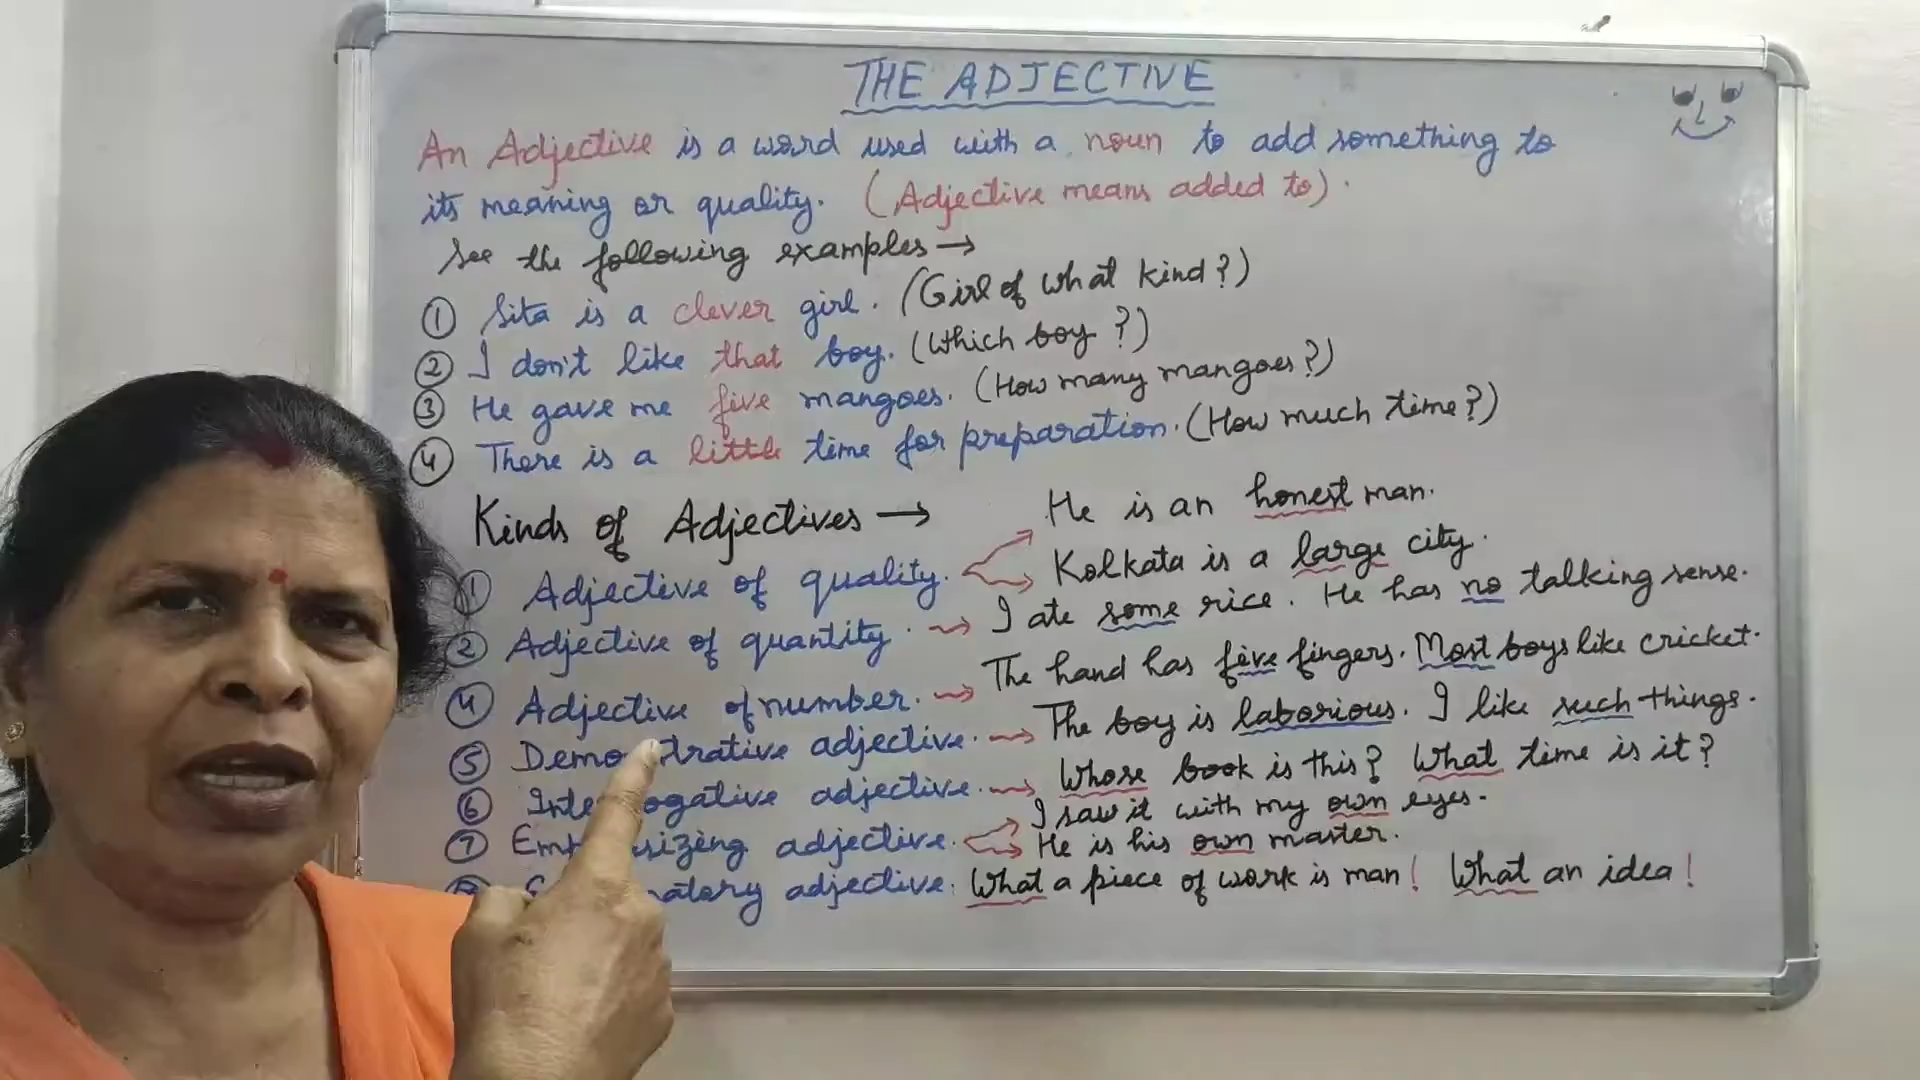 THE ADJECTIVE
An Adjective is a word used with a noun to add something to
its meaning or quality. (Adjective means added to).
See the following examples →
① Sita is a clever girl. (Girl of what kind?)
② I don't like that boy. (Which boy ?)
③ He gave me five mangoes. (How many mangoes?)
④ There is a little time for preparation. (How much time?)
Kinds of Adjectives →
He is an honest man.
① Adjective of quality.
Kolkata is a large city.
② Adjective of quantity. → I ate some rice. He has no talking sense.
④ Adjective of number. → The hand has five fingers. Most boys like cricket.
⑤ Demonstrative adjective. → The boy is laborious. I like such things.
⑥ Interrogative adjective. → Whose book is this? What time is it?
I saw it with my own eyes.
⑦ Emphasizing adjective.
He is his own master.
adjective. What a piece of work is man! What an idea!